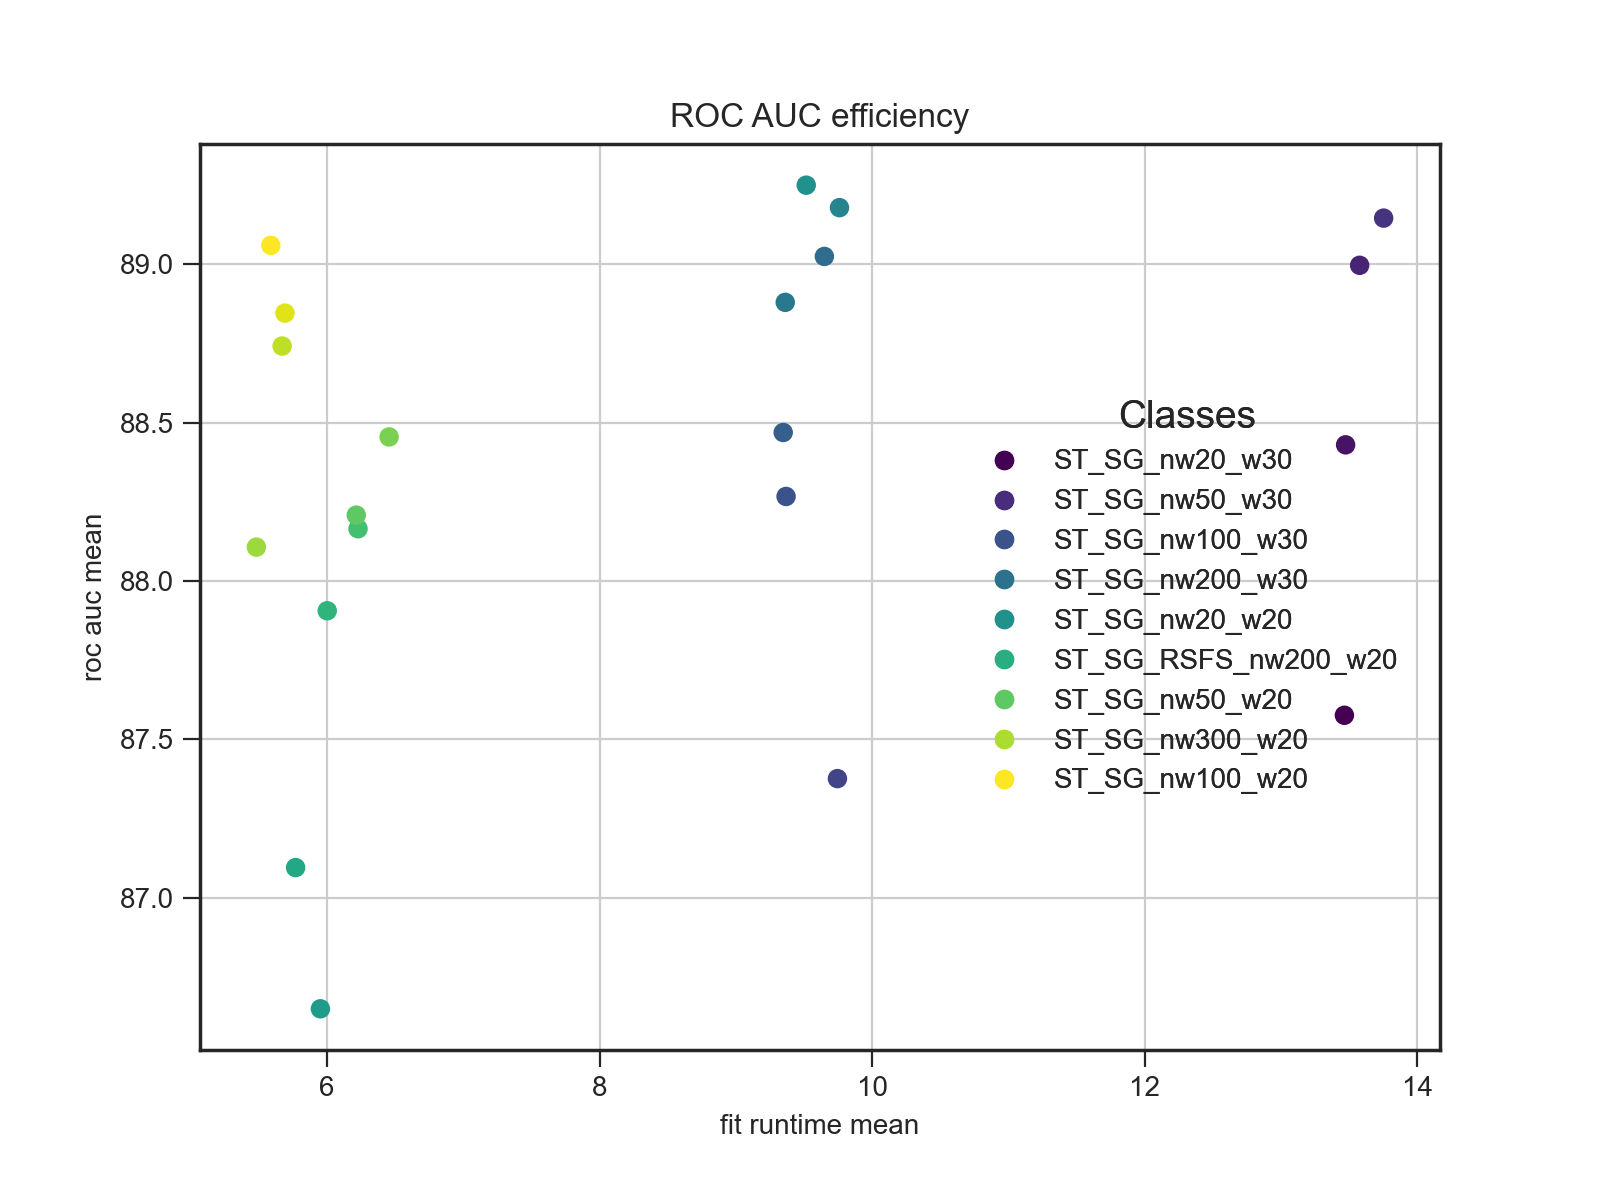 ROC AUC efficiency
89.0
88.5
88.0
87.5
87.0
roc auc mean
Classes
ST_SG_nw20_w30
ST_SG_nw50_w30
ST_SG_nw100_w30
ST_SG_nw200_w30
ST_SG_nw20_w20
ST_SG_RSFS_nw200_w20
ST_SG_nw50_w20
ST_SG_nw300_w20
ST_SG_nw100_w20
6 8 10 12 14
fit runtime mean